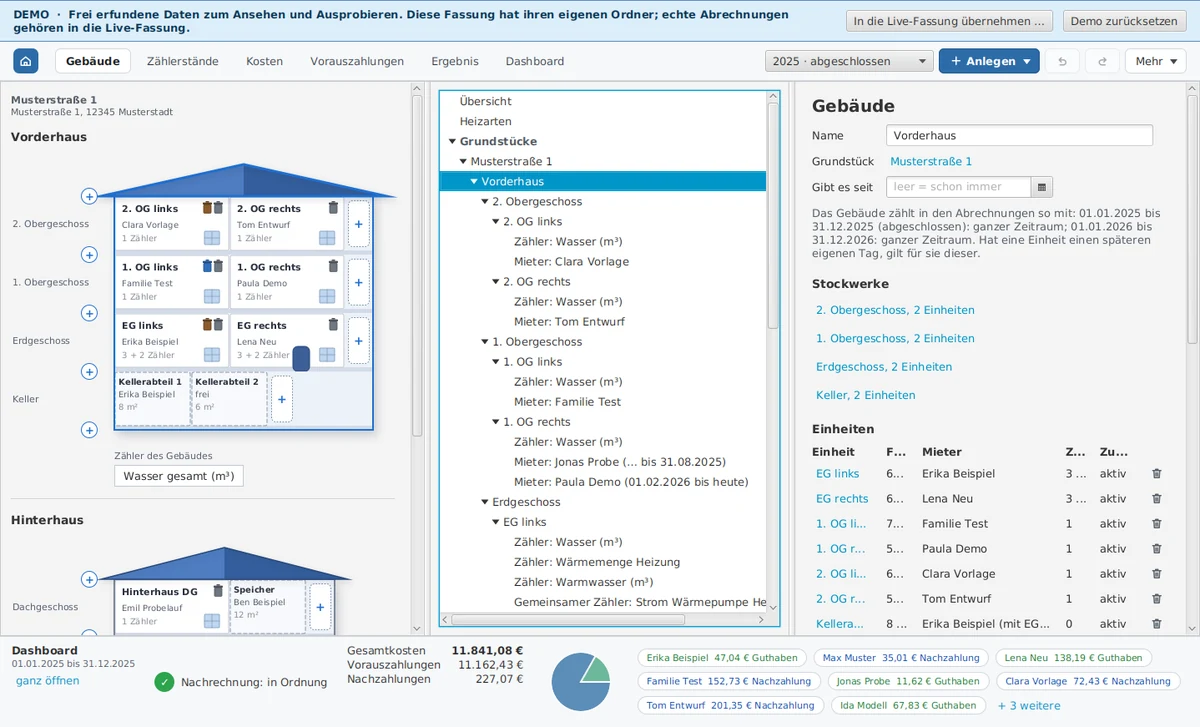 DEMO · Frei erfundene Daten zum Ansehen und Ausprobieren. Diese Fassung hat ihren eigenen Ordner; echte Abrechnungen
gehören in die Live-Fassung.
In die Live-Fassung übernehmen ...
Demo zurücksetzen
Gebäude
Zählerstände
Kosten
Vorauszahlungen
Ergebnis
Dashboard
2025 · abgeschlossen
+ Anlegen
Mehr
Musterstraße 1
Musterstraße 1, 12345 Musterstadt
Vorderhaus
2. Obergeschoss
2. OG links
Clara Vorlage
1 Zähler
2. OG rechts
Tom Entwurf
1 Zähler
+
1. Obergeschoss
1. OG links
Familie Test
1 Zähler
1. OG rechts
Paula Demo
1 Zähler
+
Erdgeschoss
EG links
Erika Beispiel
3 + 2 Zähler
EG rechts
Lena Neu
3 + 2 Zähler
+
Keller
Kellerabteil 1
Erika Beispiel
8 m²
Kellerabteil 2
frei
6 m²
+
Zähler des Gebäudes
Wasser gesamt (m³)
Hinterhaus
Dachgeschoss
Hinterhaus DG
Emil Probelauf
1 Zähler
Speicher
Ben Beispiel
12 m²
+
Übersicht
Heizarten
Grundstücke
Musterstraße 1
Vorderhaus
2. Obergeschoss
2. OG links
Zähler: Wasser (m³)
Mieter: Clara Vorlage
2. OG rechts
Zähler: Wasser (m³)
Mieter: Tom Entwurf
1. Obergeschoss
1. OG links
Zähler: Wasser (m³)
Mieter: Familie Test
1. OG rechts
Zähler: Wasser (m³)
Mieter: Jonas Probe (... bis 31.08.2025)
Mieter: Paula Demo (01.02.2026 bis heute)
Erdgeschoss
EG links
Zähler: Wasser (m³)
Zähler: Wärmemenge Heizung
Zähler: Warmwasser (m³)
Gemeinsamer Zähler: Strom Wärmepumpe He
Gebäude
Name
Vorderhaus
Grundstück
Musterstraße 1
Gibt es seit
leer = schon immer
Das Gebäude zählt in den Abrechnungen so mit: 01.01.2025 bis
31.12.2025 (abgeschlossen): ganzer Zeitraum; 01.01.2026 bis
31.12.2026: ganzer Zeitraum. Hat eine Einheit einen späteren
eigenen Tag, gilt für sie dieser.
Stockwerke
2. Obergeschoss, 2 Einheiten
1. Obergeschoss, 2 Einheiten
Erdgeschoss, 2 Einheiten
Keller, 2 Einheiten
Einheiten
Einheit F... Mieter Z... Zu...
EG links 6... Erika Beispiel 3 ... aktiv
EG rechts 6... Lena Neu 3 ... aktiv
1. OG li... 7... Familie Test 1 aktiv
1. OG r... 5... Paula Demo 1 aktiv
2. OG li... 6... Clara Vorlage 1 aktiv
2. OG r... 5... Tom Entwurf 1 aktiv
Kellera... 8 ... Erika Beispiel (mit EG... 0 aktiv
Dashboard
01.01.2025 bis 31.12.2025
ganz öffnen
Nachrechnung: in Ordnung
Gesamtkosten 11.841,08 €
Vorauszahlungen 11.162,43 €
Nachzahlungen 227,07 €
Erika Beispiel 47,04 € Guthaben
Max Muster 35,01 € Nachzahlung
Lena Neu 138,19 € Guthaben
Familie Test 152,73 € Nachzahlung
Jonas Probe 11,62 € Guthaben
Clara Vorlage 72,43 € Nachzahlung
Tom Entwurf 201,35 € Nachzahlung
Ida Modell 67,83 € Guthaben
+ 3 weitere